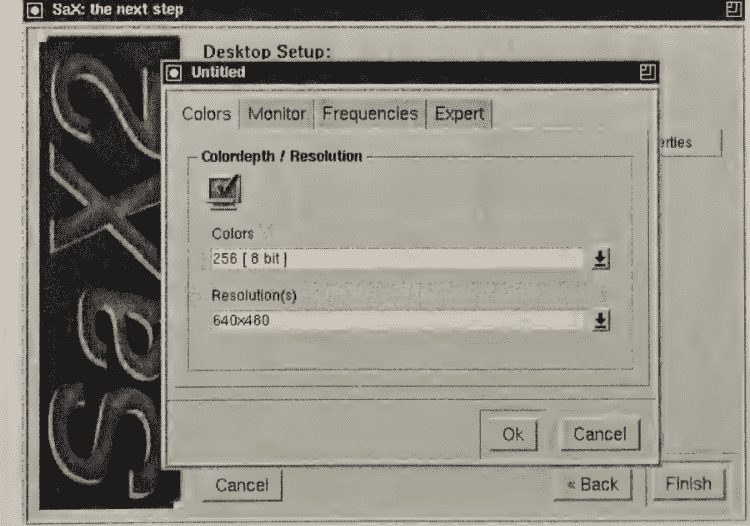 SaX: the next step
SaX2
Desktop Setup:
Untitled
Colors Monitor Frequencies Expert
erties
Colordepth / Resolution
Colors
256 [ 8 bit ]
Resolution(s)
640x480
Ok Cancel
Cancel « Back Finish